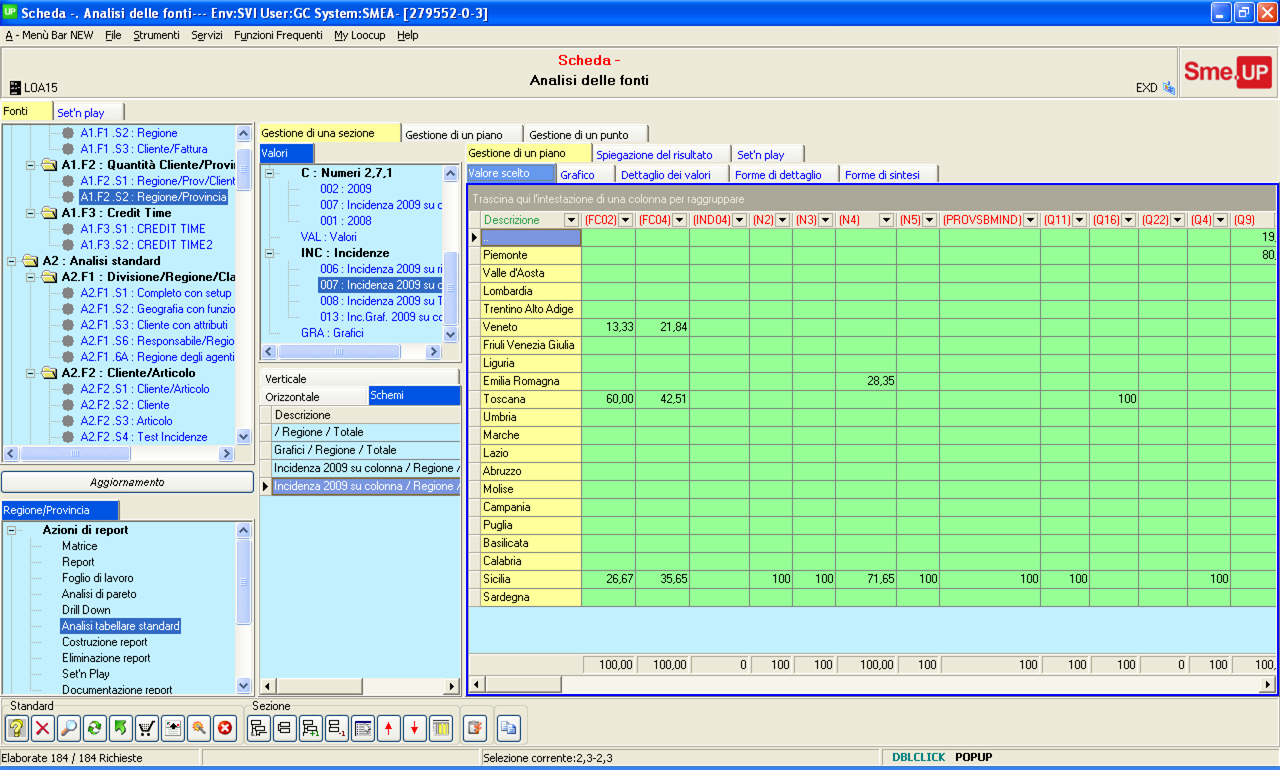 UP Scheda -. Analisi delle fonti--- Env:SVI User:GC System:SMEA- [279552-0-3]
A - Menù Bar NEW File Strumenti Servizi Funzioni Frequenti My Loocup Help
Scheda -
Analisi delle fonti
LOA15
EXD
Sme.UP
Fonti Set'n play
A1.F1 .S2 : Regione
A1.F1 .S3 : Cliente/Fattura
A1.F2 : Quantità Cliente/Provi
A1.F2 .S1 : Regione/Prov/Client
A1.F2 .S2 : Regione/Provincia
A1.F3 : Credit Time
A1.F3 .S1 : CREDIT TIME
A1.F3 .S2 : CREDIT TIME2
A2 : Analisi standard
A2.F1 : Divisione/Regione/Cla
A2.F1 .S1 : Completo con setup
A2.F1 .S2 : Geografia con funzio
A2.F1 .S3 : Cliente con attributi
A2.F1 .S6 : Responsabile/Regio
A2.F1 .6A : Regione degli agenti
A2.F2 : Cliente/Articolo
A2.F2 .S1 : Cliente/Articolo
A2.F2 .S2 : Cliente
A2.F2 .S3 : Articolo
A2.F2 .S4 : Test Incidenze
Aggiornamento
Regione/Provincia
Azioni di report
Matrice
Report
Foglio di lavoro
Analisi di pareto
Drill Down
Analisi tabellare standard
Costruzione report
Eliminazione report
Set'n Play
Documentazione report
Gestione di una sezione Gestione di un piano Gestione di un punto
Valori
C : Numeri 2,7,1
002 : 2009
007 : Incidenza 2009 su c
001 : 2008
VAL : Valori
INC : Incidenze
006 : Incidenza 2009 su ri
007 : Incidenza 2009 su c
008 : Incidenza 2009 su T
013 : Inc.Graf. 2009 su co
GRA : Grafici
Verticale
Orizzontale Schemi
Descrizione
/ Regione / Totale
Grafici / Regione / Totale
Incidenza 2009 su colonna / Regione /
Incidenza 2009 su colonna / Regione /
Gestione di un piano Spiegazione del risultato Set'n play
Valore scelto Grafico Dettaglio dei valori Forme di dettaglio Forme di sintesi
Trascina qui l'intestazione di una colonna per raggruppare
Descrizione (FC02) (FC04) (IND04) (N2) (N3) (N4) (N5) (PROVSBMIND) (Q11) (Q16) (Q22) (Q4) (Q9)
.. 19,
Piemonte 80,
Valle d'Aosta
Lombardia
Trentino Alto Adige
Veneto 13,33 21,84
Friuli Venezia Giulia
Liguria
Emilia Romagna 28,35
Toscana 60,00 42,51 100
Umbria
Marche
Lazio
Abruzzo
Molise
Campania
Puglia
Basilicata
Calabria
Sicilia 26,67 35,65 100 100 71,65 100 100 100 100
Sardegna
100,00 100,00 0 100 100 100,00 100 100 100 100 0 100 100,
Standard Sezione
Elaborate 184 / 184 Richieste Selezione corrente:2,3-2,3 DBLCLICK POPUP